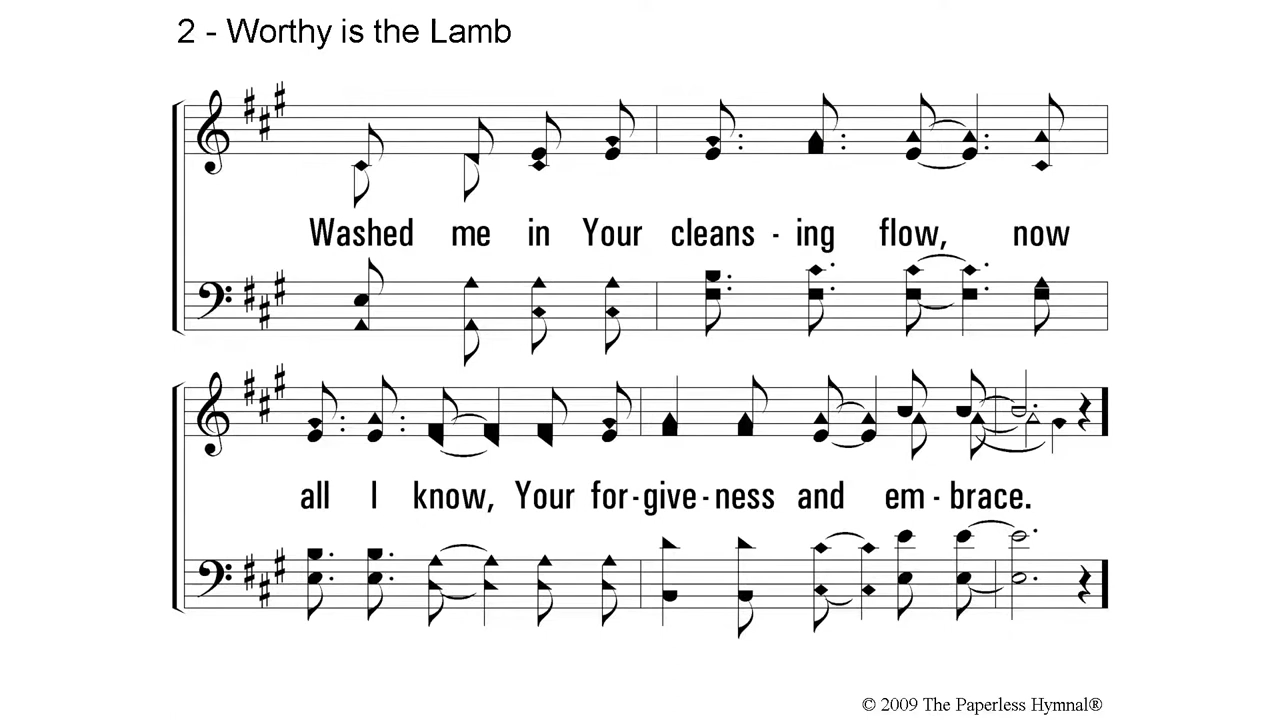 2 - Worthy is the Lamb
Washed me in Your cleans - ing flow, now
all I know, Your for - give - ness and em - brace.
© 2009 The Paperless Hymnal®